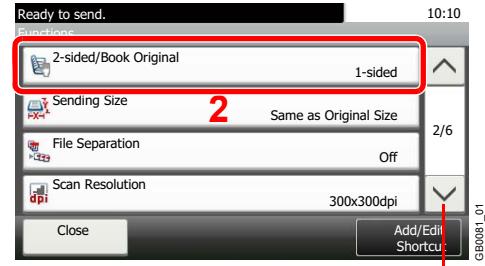 Ready to send. 10:10
Functions
2-sided/Book Original
1-sided
2
Sending Size
Same as Original Size
2/6
File Separation
Off
Scan Resolution
300x300dpi
Close
Add/Edit
Shortcut
GB0081_01